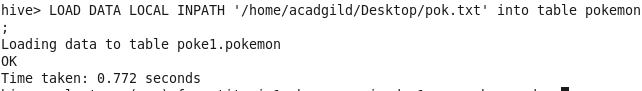 hive> LOAD DATA LOCAL INPATH '/home/acadgild/Desktop/pok.txt' into table pokemon
;
Loading data to table poke1.pokemon
OK
Time taken: 0.772 seconds